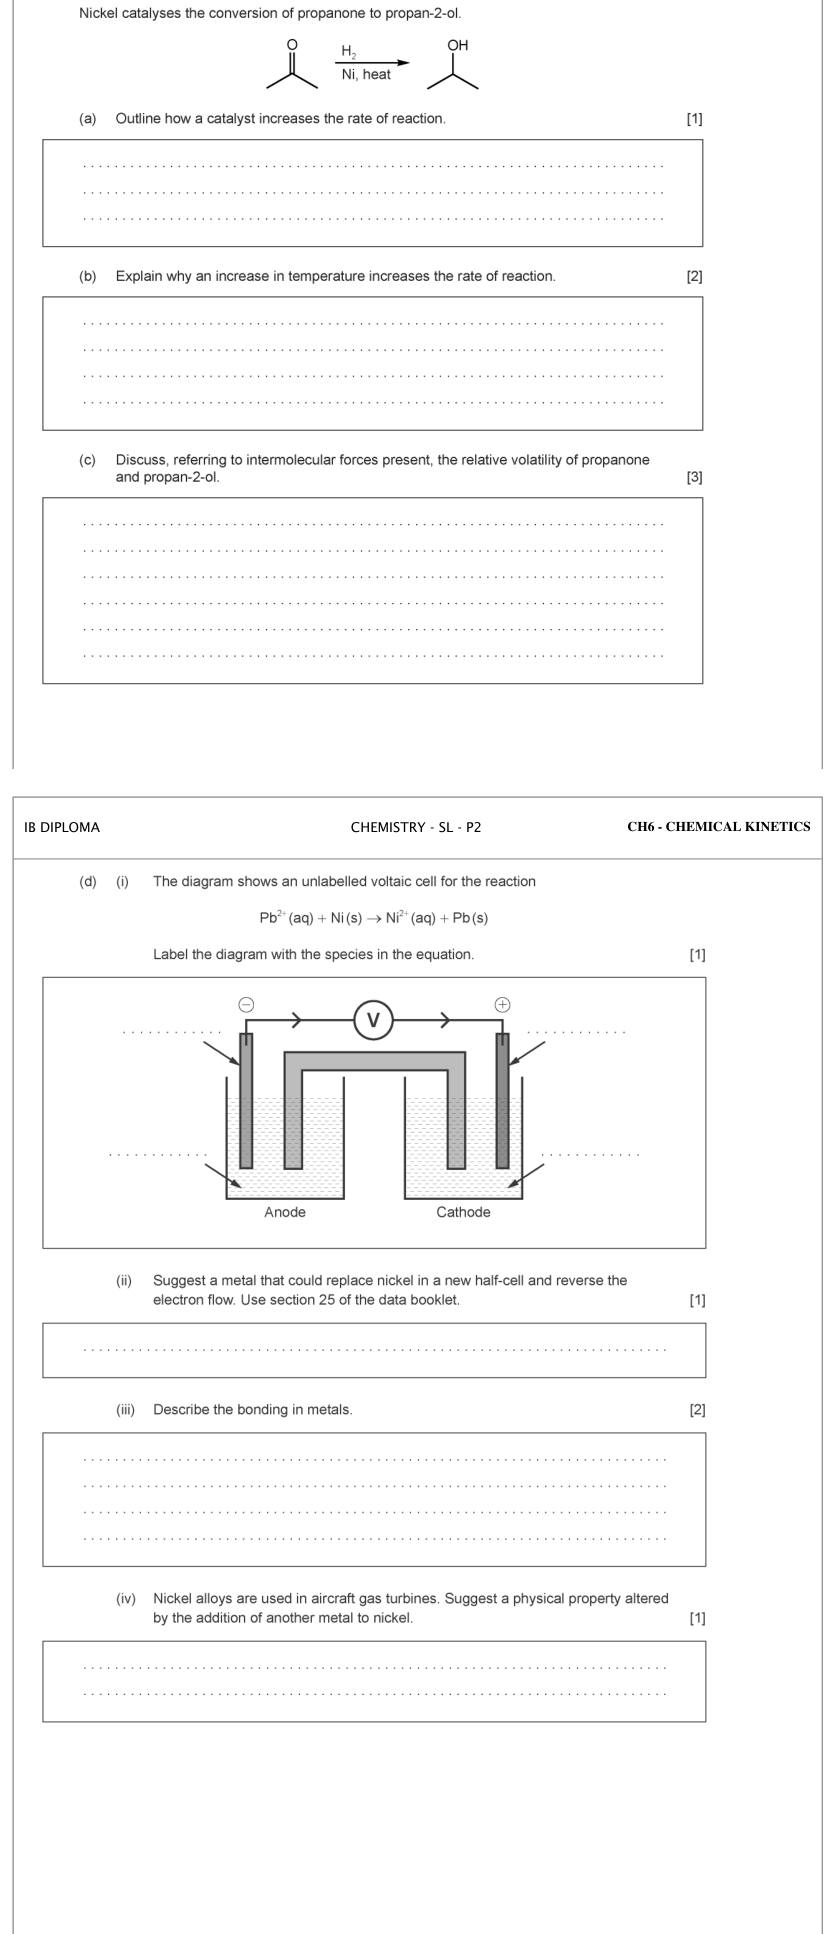 Nickel catalyses the conversion of propanone to propan-2-ol.
O
H₂
Ni, heat
OH
(a) Outline how a catalyst increases the rate of reaction. [1]
(b) Explain why an increase in temperature increases the rate of reaction. [2]
(c) Discuss, referring to intermolecular forces present, the relative volatility of propanone
and propan-2-ol. [3]
IB DIPLOMA CHEMISTRY - SL - P2 CH6 - CHEMICAL KINETICS
(d) (i) The diagram shows an unlabelled voltaic cell for the reaction
Pb²⁺(aq) + Ni(s) → Ni²⁺(aq) + Pb(s)
Label the diagram with the species in the equation. [1]
− V +
Anode Cathode
(ii) Suggest a metal that could replace nickel in a new half-cell and reverse the
electron flow. Use section 25 of the data booklet. [1]
(iii) Describe the bonding in metals. [2]
(iv) Nickel alloys are used in aircraft gas turbines. Suggest a physical property altered
by the addition of another metal to nickel. [1]